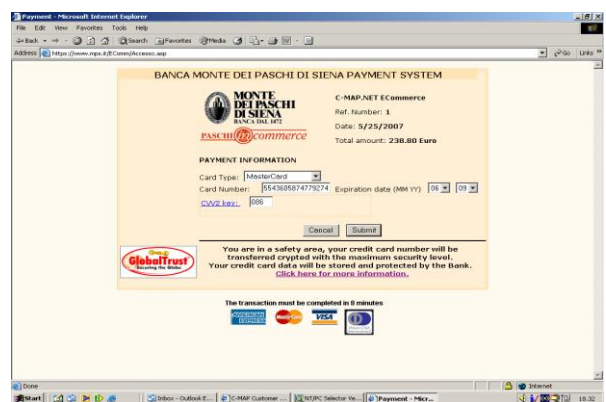 Payment - Microsoft Internet Explorer
File Edit View Favorites Tools Help
Back Search Favorites Media
Address https://www.mps.it/EComm/Accesso.asp Go Links
BANCA MONTE DEI PASCHI DI SIENA PAYMENT SYSTEM
MONTE
DEI PASCHI
DI SIENA
BANCA DAL 1472
PASCHI in commerce
C-MAP.NET ECommerce
Ref. Number: 1
Date: 5/25/2007
Total amount: 238.80 Euro
PAYMENT INFORMATION
Card Type: MasterCard
Card Number: 5543605874779274 Expiration date (MM YY) 06 09
CVV2 key: 086
Cancel Submit
GlobalTrust
Securing the Globe
You are in a safety area, your credit card number will be
transferred crypted with the maximum security level.
Your credit card data will be stored and protected by the Bank.
Click here for more information.
The transaction must be completed in 8 minutes
AMERICAN EXPRESS MasterCard VISA
Done Internet
Start Inbox - Outlook E... C-MAP Customer ... NT/PC Selector Ve... Payment - Micr... 18.32